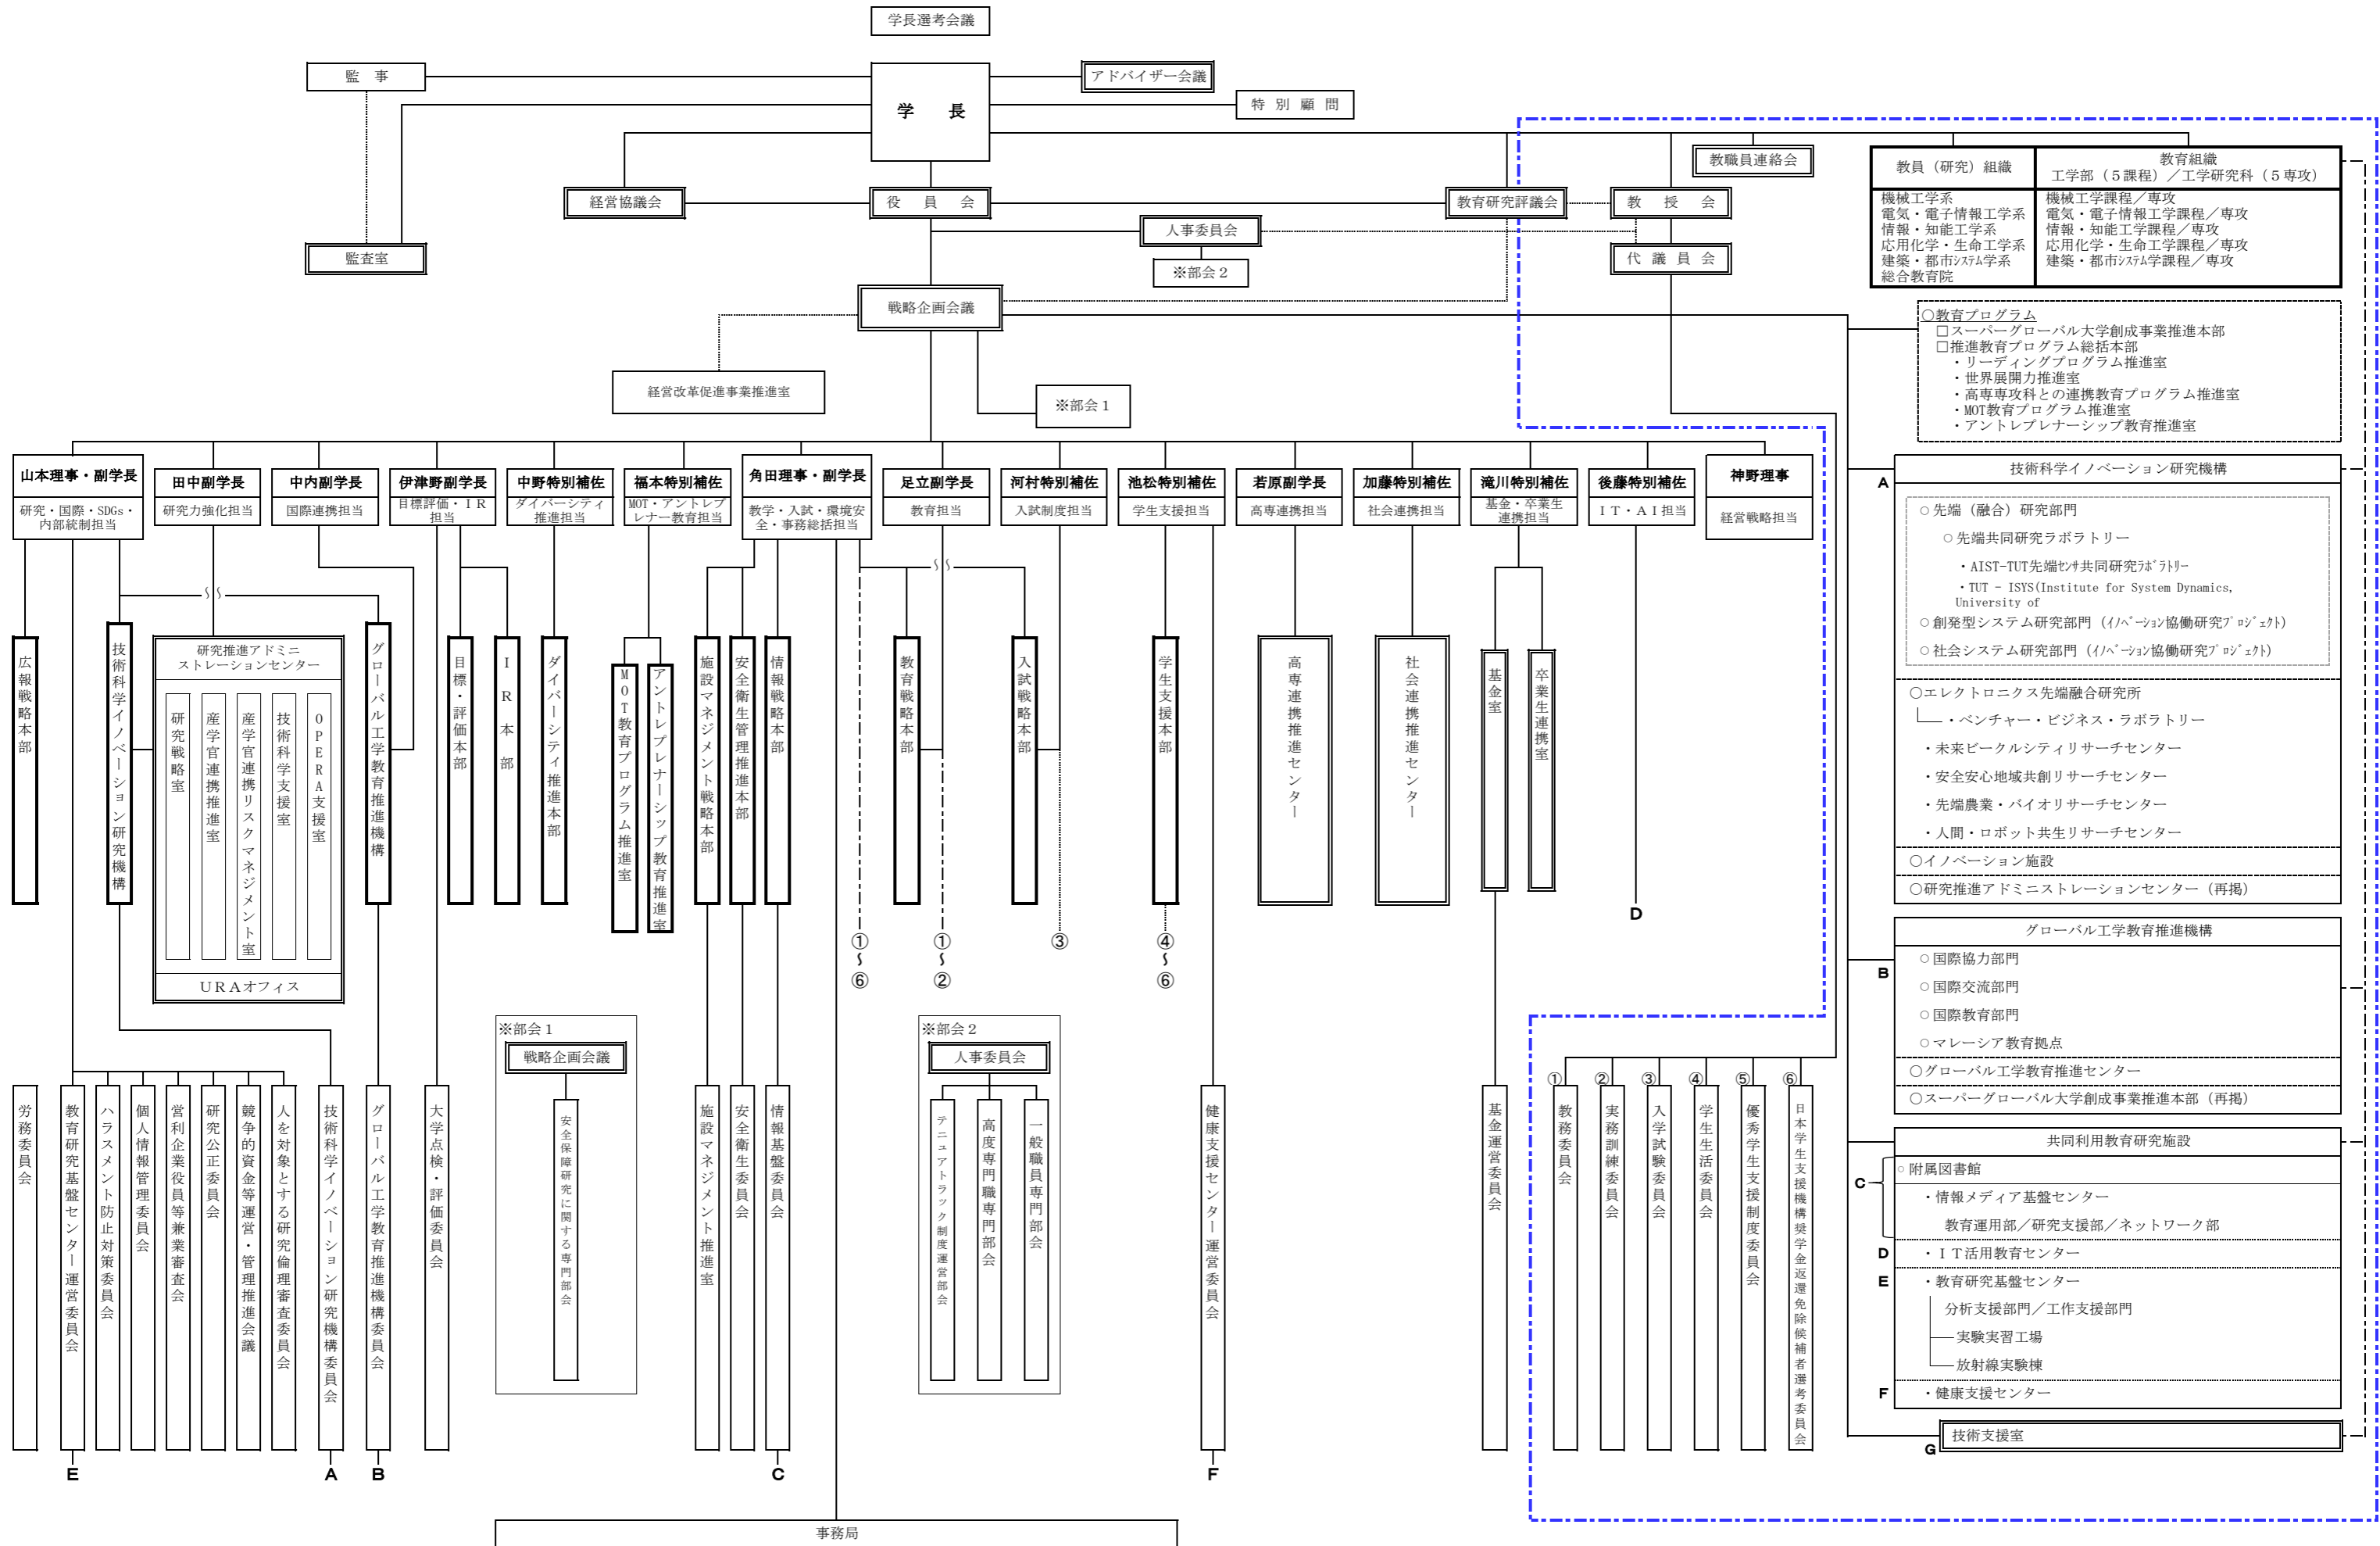 学長選考会議
監　事
学　長
アドバイザー会議
特 別 顧 問
教職員連絡会
経営協議会
役　員　会
教育研究評議会
教　授　会
人事委員会
※部会２
監査室
代 議 員 会
戦略企画会議
経営改革促進事業推進室
※部会１
教員（研究）組織
教育組織
工学部（５課程）／工学研究科（５専攻）
機械工学系
電気・電子情報工学系
情報・知能工学系
応用化学・生命工学系
建築・都市ｼｽﾃﾑ学系
総合教育院
機械工学課程／専攻
電気・電子情報工学課程／専攻
情報・知能工学課程／専攻
応用化学・生命工学課程／専攻
建築・都市ｼｽﾃﾑ学課程／専攻
○教育プログラム
□スーパーグローバル大学創成事業推進本部
□推進教育プログラム総括本部
・リーディングプログラム推進室
・世界展開力推進室
・高専専攻科との連携教育プログラム推進室
・MOT教育プログラム推進室
・アントレプレナーシップ教育推進室
山本理事・副学長
研究・国際・SDGs・
内部統制担当
田中副学長
研究力強化担当
中内副学長
国際連携担当
伊津野副学長
目標評価・ＩＲ
担当
中野特別補佐
ダイバーシティ
推進担当
福本特別補佐
MOT・アントレプ
レナー教育担当
角田理事・副学長
教学・入試・環境安
全・事務総括担当
足立副学長
教育担当
河村特別補佐
入試制度担当
池松特別補佐
学生支援担当
若原副学長
高専連携担当
加藤特別補佐
社会連携担当
滝川特別補佐
基金・卒業生
連携担当
後藤特別補佐
ＩＴ・ＡＩ担当
神野理事
経営戦略担当
広報戦略本部
技術科学イノベーション研究機構
研究推進アドミニ
ストレーションセンター
研究戦略室
産学官連携推進室
産学官連携リスクマネジメント室
技術科学支援室
ＯＰＥＲＡ支援室
ＵＲＡオフィス
グローバル工学教育推進機構
目標・評価本部
ＩＲ本部
ダイバーシティ推進本部
ＭＯＴ教育プログラム推進室
アントレプレナーシップ教育推進室
施設マネジメント戦略本部
安全衛生管理推進本部
情報戦略本部
教育戦略本部
入試戦略本部
学生支援本部
高専連携推進センター
社会連携推進センター
基金室
卒業生連携室
①
～
⑥
①
～
②
③
④
～
⑥
D
A
技術科学イノベーション研究機構
○先端（融合）研究部門
○先端共同研究ラボラトリー
・AIST-TUT先端ｾﾝｻ共同研究ﾗﾎﾞﾗﾄﾘｰ
・TUT - ISYS(Institute for System Dynamics,
University of
○創発型システム研究部門（ｲﾉﾍﾞｰｼｮﾝ協働研究ﾌﾟﾛｼﾞｪｸﾄ）
○社会システム研究部門（ｲﾉﾍﾞｰｼｮﾝ協働研究ﾌﾟﾛｼﾞｪｸﾄ）
○エレクトロニクス先端融合研究所
・ベンチャー・ビジネス・ラボラトリー
・未来ビークルシティリサーチセンター
・安全安心地域共創リサーチセンター
・先端農業・バイオリサーチセンター
・人間・ロボット共生リサーチセンター
○イノベーション施設
○研究推進アドミニストレーションセンター（再掲）
B
グローバル工学教育推進機構
○国際協力部門
○国際交流部門
○国際教育部門
○マレーシア教育拠点
○グローバル工学教育推進センター
○スーパーグローバル大学創成事業推進本部（再掲）
共同利用教育研究施設
C
○附属図書館
・情報メディア基盤センター
教育運用部／研究支援部／ネットワーク部
D
・ＩＴ活用教育センター
E
・教育研究基盤センター
分析支援部門／工作支援部門
実験実習工場
放射線実験棟
F
・健康支援センター
G
技術支援室
労務委員会
教育研究基盤センター運営委員会
ハラスメント防止対策委員会
個人情報管理委員会
営利企業役員等兼業審査会
研究公正委員会
競争的資金等運営・管理推進会議
人を対象とする研究倫理審査委員会
技術科学イノベーション研究機構委員会
グローバル工学教育推進機構委員会
大学点検・評価委員会
※部会１
戦略企画会議
安全保障研究に関する専門部会
施設マネジメント推進室
安全衛生委員会
情報基盤委員会
※部会２
人事委員会
テニュアトラック制度運営部会
高度専門職専門部会
一般職員専門部会
健康支援センター運営委員会
基金運営委員会
①
教務委員会
②
実務訓練委員会
③
入学試験委員会
④
学生生活委員会
⑤
優秀学生支援制度委員会
⑥
日本学生支援機構奨学金返還免除候補者選考委員会
E
A
B
C
F
事務局